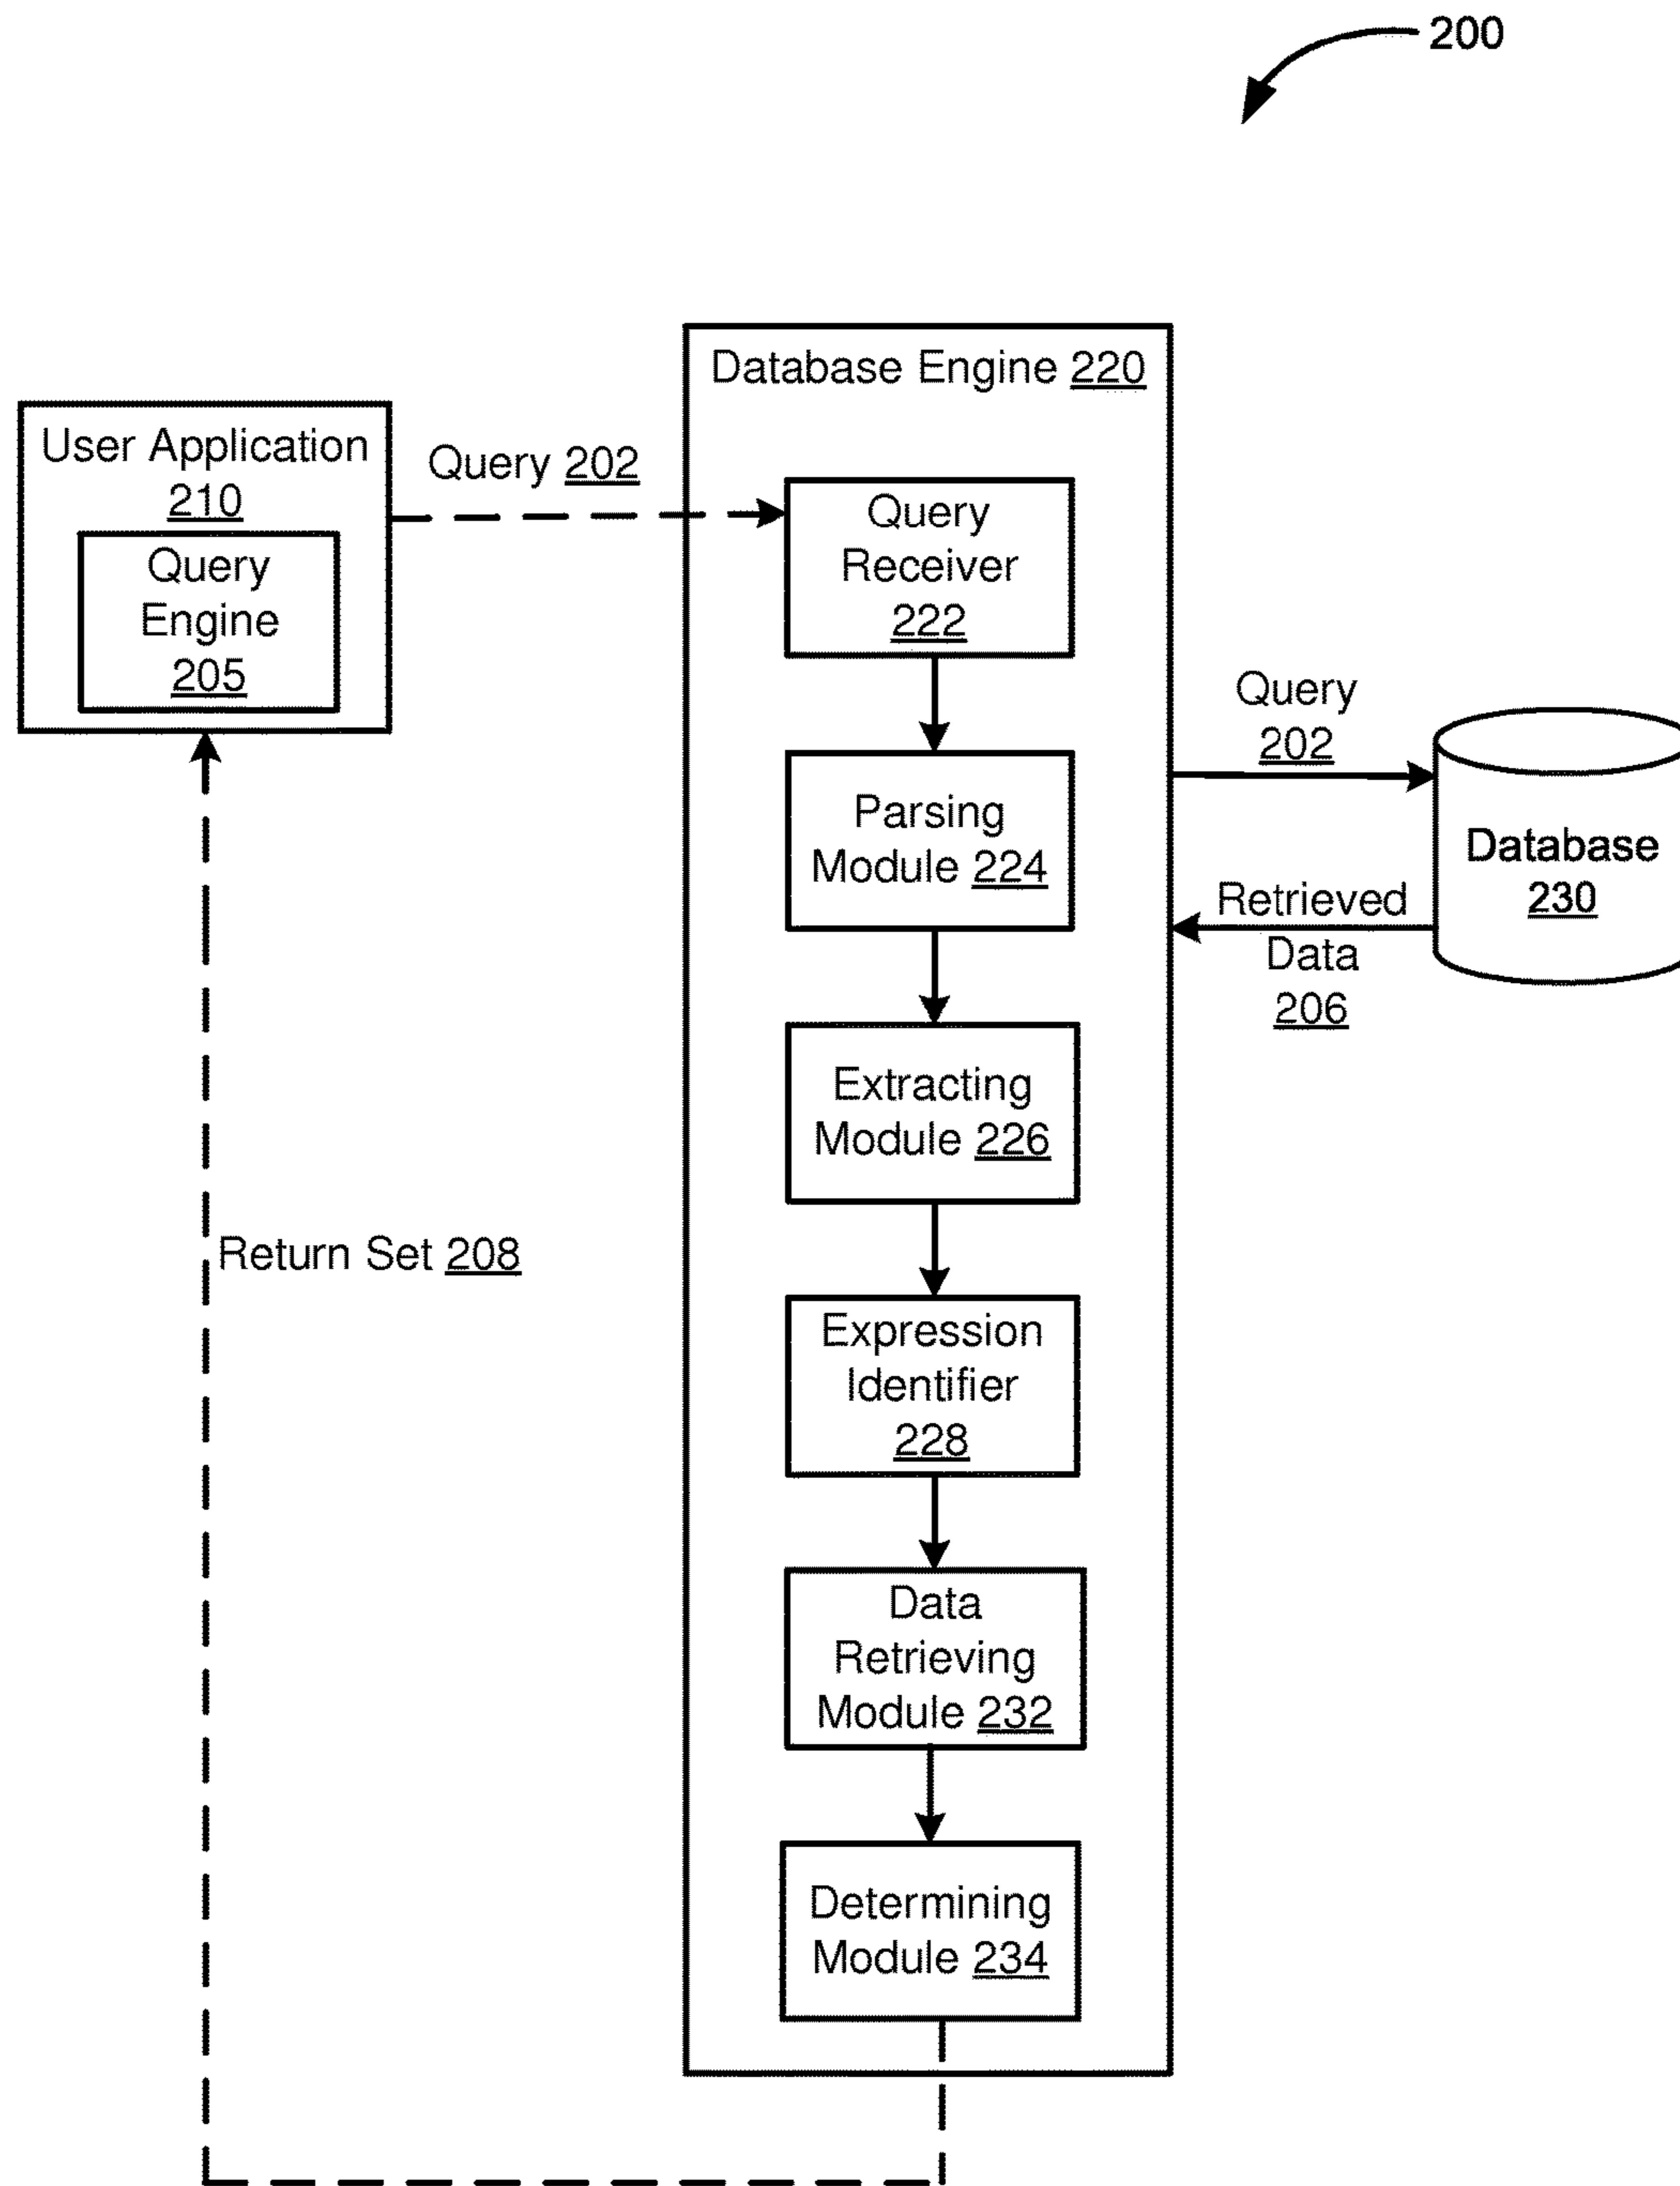 200
Database Engine 220
User Application
210
Query
Engine
205
Query 202
Query
Receiver
222
Parsing
Module 224
Query
202
Database
230
Retrieved
Data
206
Extracting
Module 226
Return Set 208
Expression
Identifier
228
Data
Retrieving
Module 232
Determining
Module 234